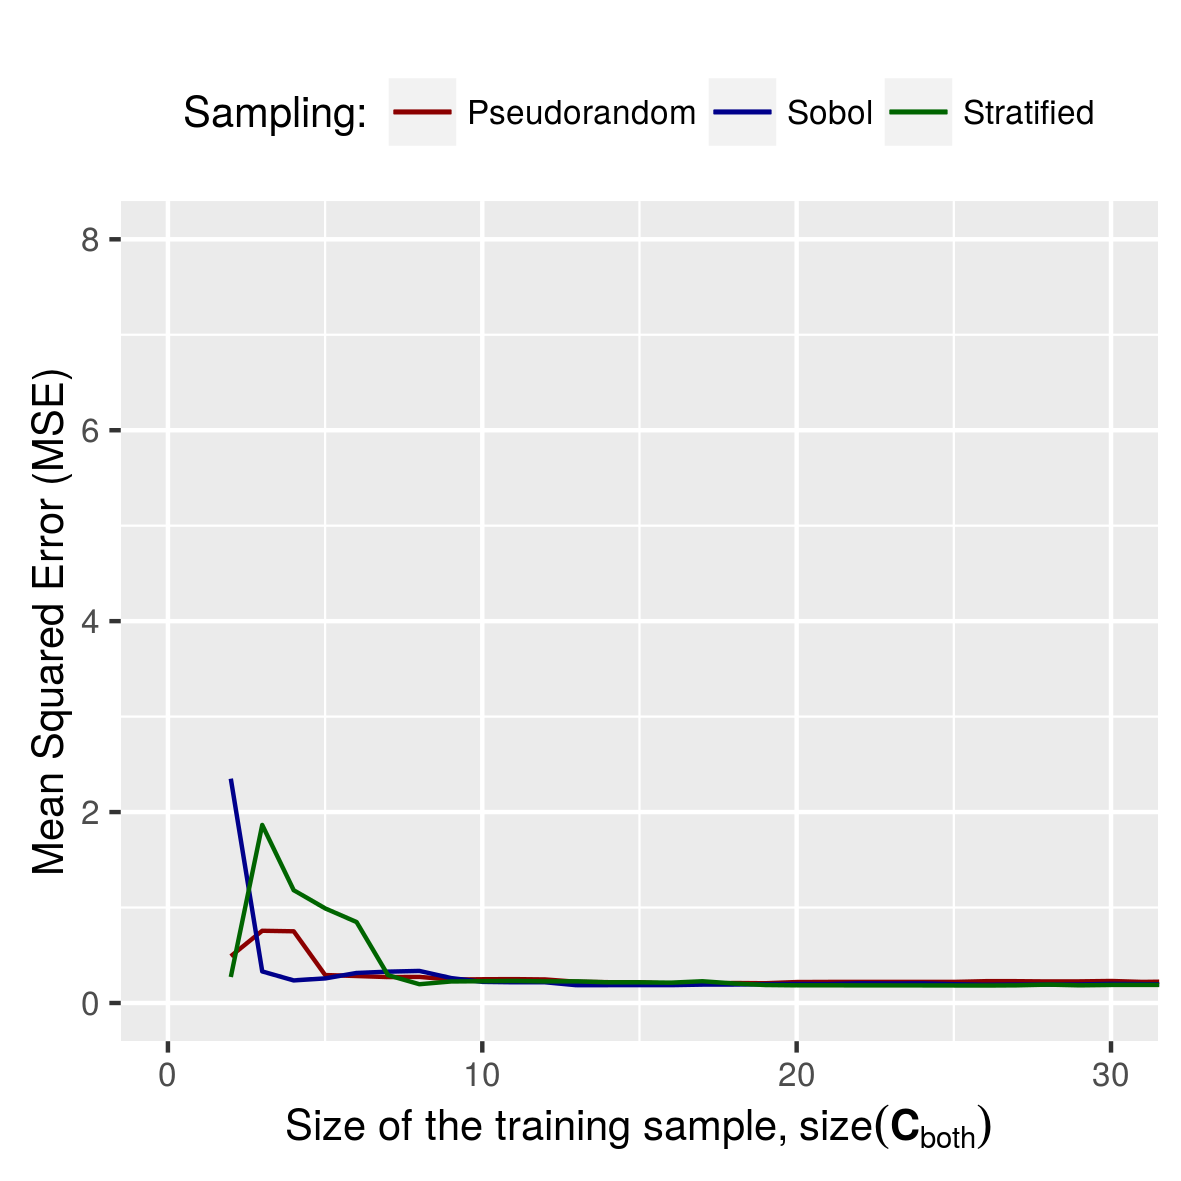 Sampling: Pseudorandom Sobol Stratified
8
6
4
2
0
Mean Squared Error (MSE)
0 10 20 30
Size of the training sample, size(C_both)